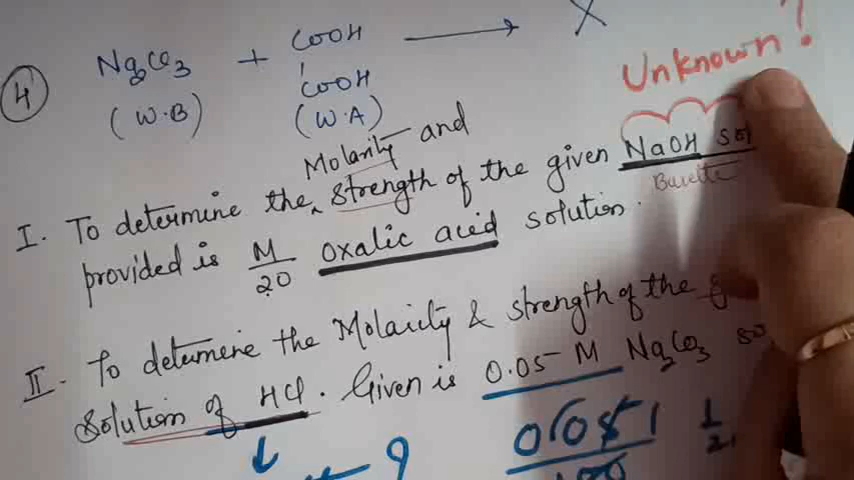 4
Na2CO3 + COOH ⟶ X
COOH
(W.B) (W.A)
Unknown?
Molarity and
I. To determine the ^ strength of the given NaOH sol
Burette
provided is M/20 oxalic acid solution.
II. To determine the Molarity & strength of the
solution of HCl. Given is 0.05 M Na2CO3 so